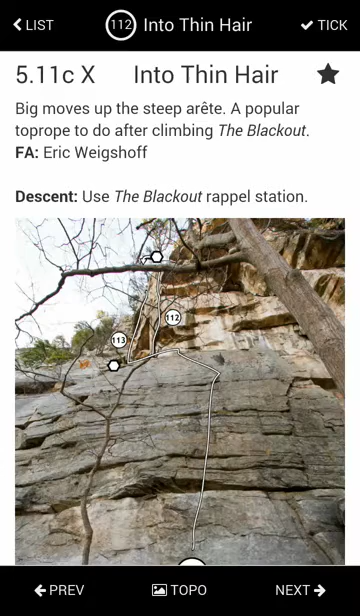 LIST
112 Into Thin Hair
TICK
5.11c X Into Thin Hair
Big moves up the steep arête. A popular
toprope to do after climbing The Blackout.
FA: Eric Weigshoff
Descent: Use The Blackout rappel station.
112
113
PREV
TOPO
NEXT